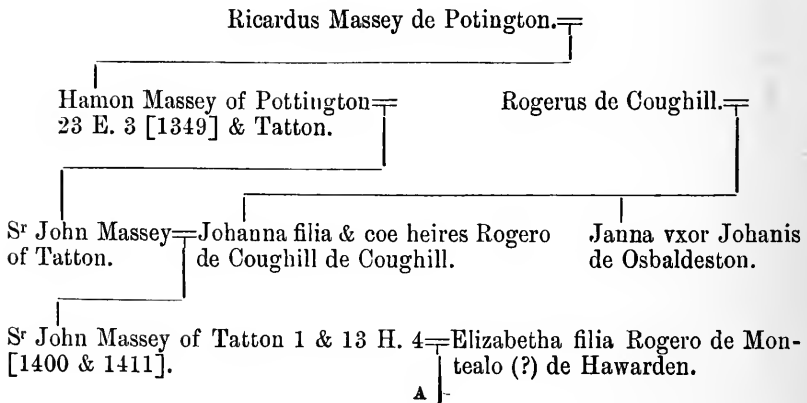 Ricardus Massey de Potington.
Hamon Massey of Pottington
23 E. 3 [1349] & Tatton.
Rogerus de Coughill.
Sr John Massey
of Tatton.
Johanna filia & coe heires Rogero
de Coughill de Coughill.
Janna vxor Johanis
de Osbaldeston.
Sr John Massey of Tatton 1 & 13 H. 4
[1400 & 1411].
Elizabetha filia Rogero de Mon-
tealo (?) de Hawarden.
A